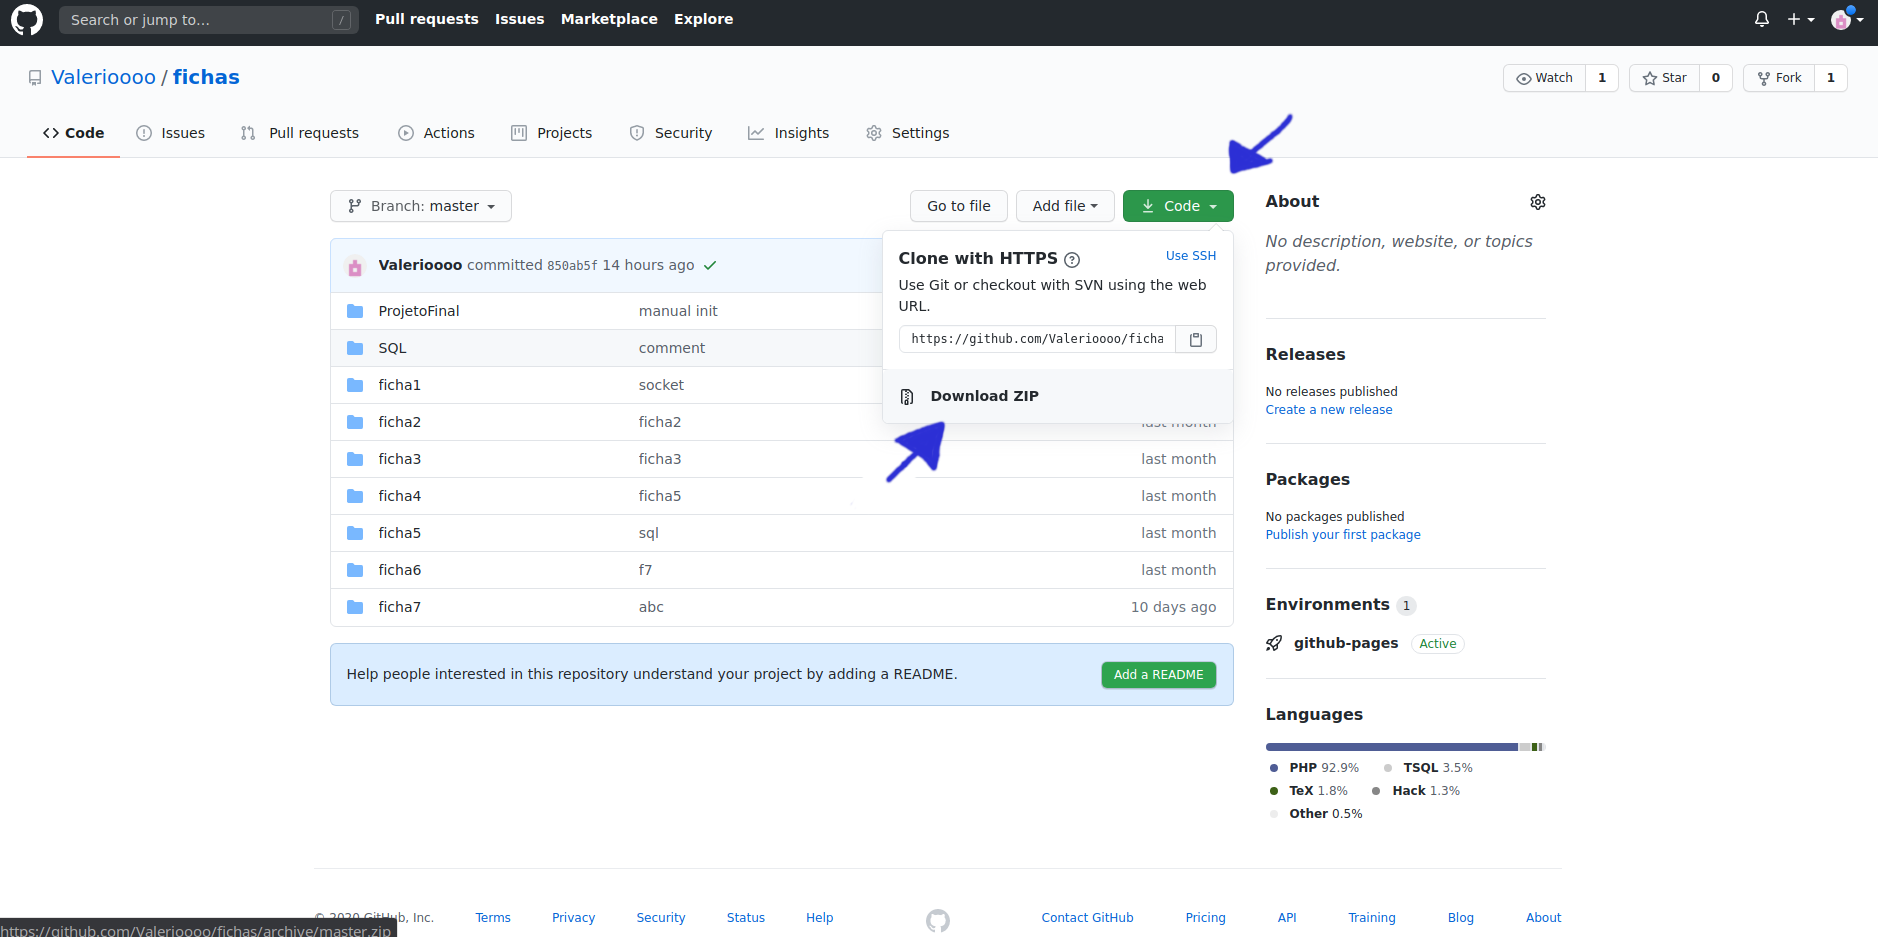 Search or jump to... /
Pull requests Issues Marketplace Explore
Valerioooo / fichas
Watch 1 Star 0 Fork 1
Code Issues Pull requests Actions Projects Security Insights Settings
Branch: master
Go to file Add file Code
Valerioooo committed 850ab5f 14 hours ago
Clone with HTTPS ?
Use SSH
Use Git or checkout with SVN using the web
URL.
https://github.com/Valerioooo/ficha
Download ZIP
ProjetoFinal manual init
SQL comment
ficha1 socket
ficha2 ficha2 last month
ficha3 ficha3 last month
ficha4 ficha5 last month
ficha5 sql last month
ficha6 f7 last month
ficha7 abc 10 days ago
Help people interested in this repository understand your project by adding a README.
Add a README
About
No description, website, or topics
provided.
Releases
No releases published
Create a new release
Packages
No packages published
Publish your first package
Environments 1
github-pages Active
Languages
PHP 92.9% TSQL 3.5%
TeX 1.8% Hack 1.3%
Other 0.5%
© 2020 GitHub, Inc. Terms Privacy Security Status Help Contact GitHub Pricing API Training Blog About
https://github.com/Valerioooo/fichas/archive/master.zip